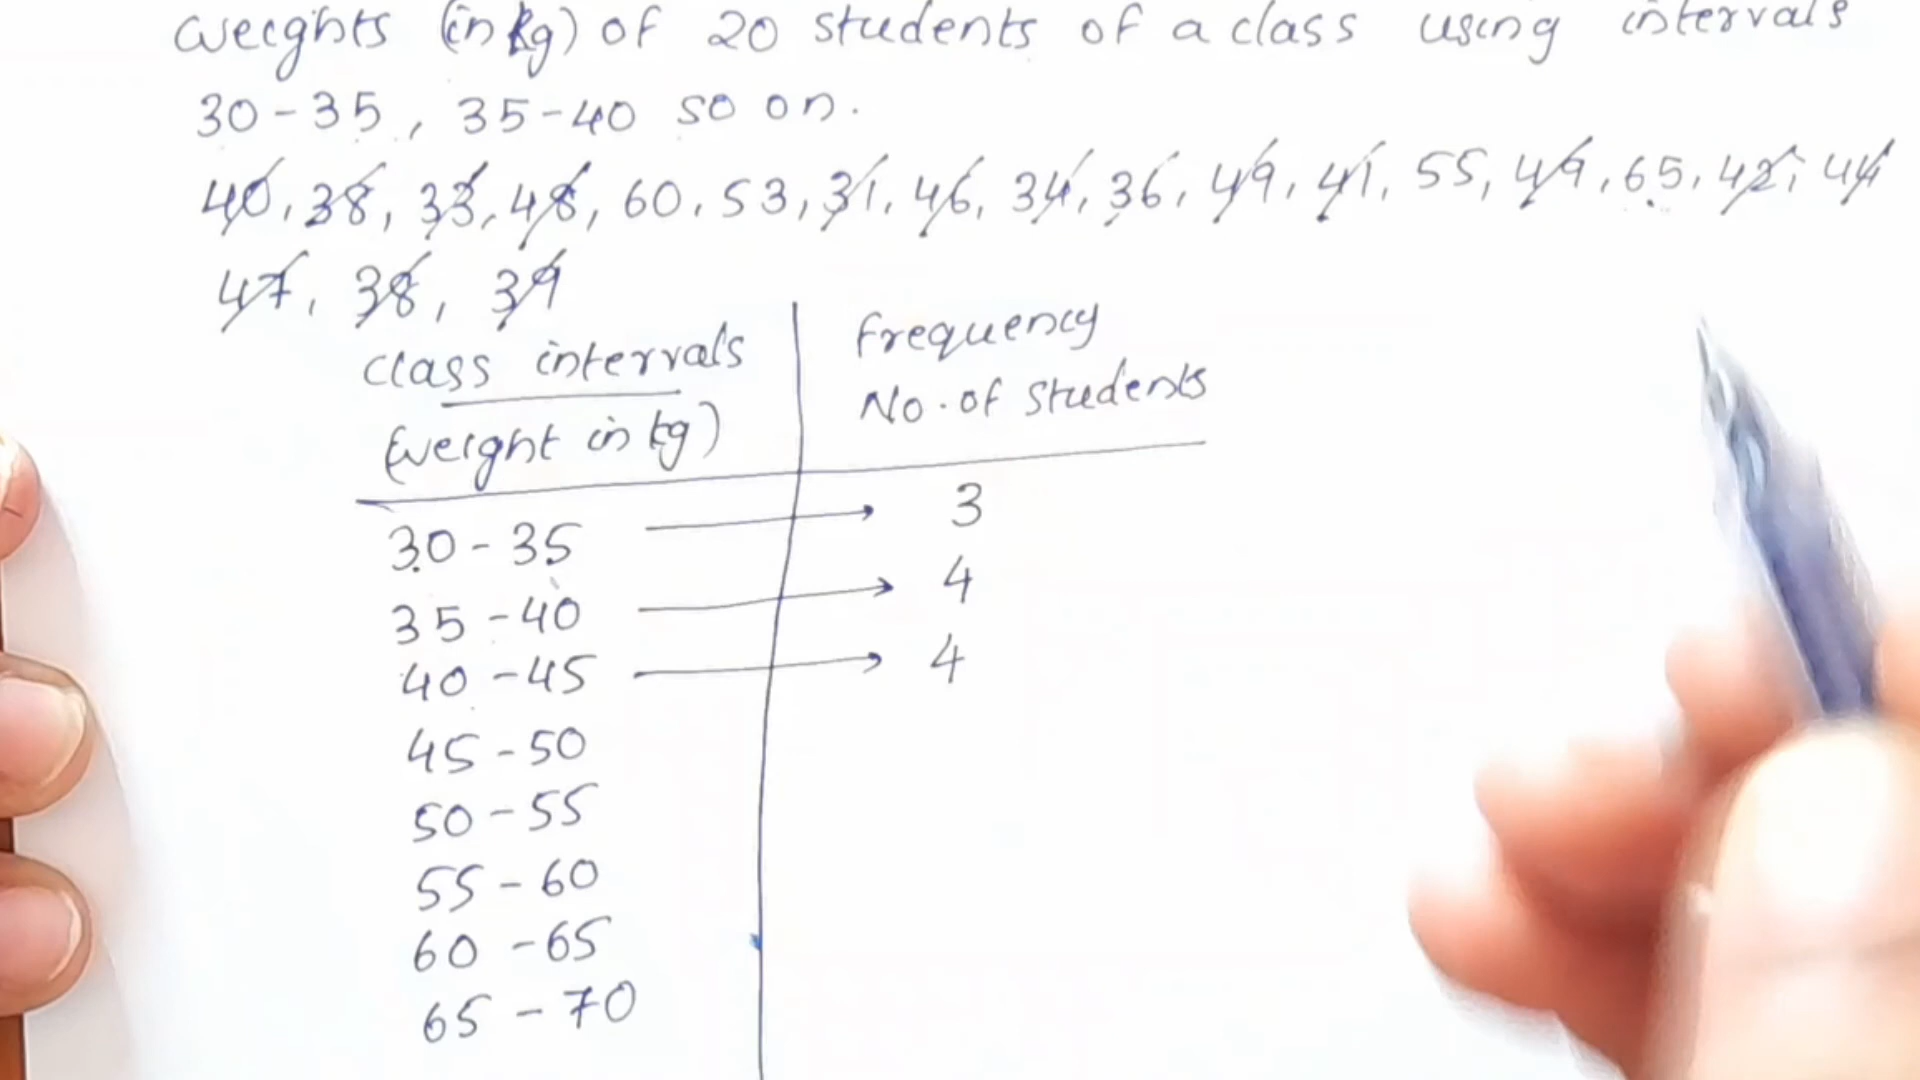 weights (in kg) of 20 students of a class using intervals
30-35, 35-40 so on.
40, 38, 33, 48, 60, 53, 31, 46, 34, 36, 49, 41, 55, 49, 65, 42, 44
47, 38, 39
Class intervals
(weight in kg)
Frequency
No. of students
30-35 → 3
35-40 → 4
40-45 → 4
45-50
50-55
55-60
60-65
65-70